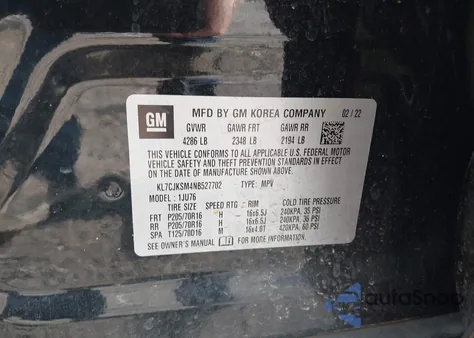 GM
MFD BY GM KOREA COMPANY 02 / 22
GVWR GAWR FRT GAWR RR
4286 LB 2348 LB 2194 LB
THIS VEHICLE CONFORMS TO ALL APPLICABLE U.S. FEDERAL MOTOR
VEHICLE SAFETY AND THEFT PREVENTION STANDARDS IN EFFECT ON
THE DATE OF MANUFACTURE SHOWN ABOVE.
KL7CJKSM4NB527702 TYPE: MPV
MODEL: 1JU76
TIRE SIZE SPEED RTG RIM COLD TIRE PRESSURE
FRT P205/70R16 H 16x6.5J 240KPA, 35 PSI
RR P205/70R16 H 16x6.5J 240KPA, 35 PSI
SPA T125/70D16 M 16x4.0T 420KPA, 60 PSI
SEE OWNER'S MANUAL FOR MORE INFORMATION.
autoSnap